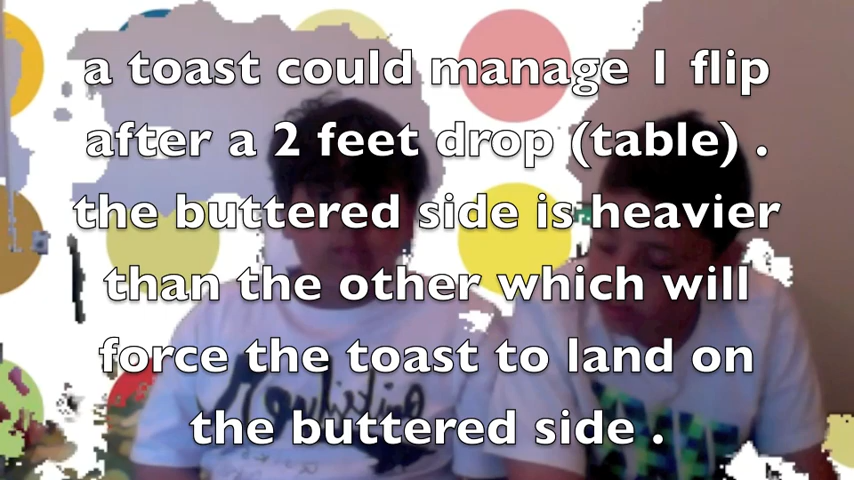 a toast could manage 1 flip
after a 2 feet drop (table) .
the buttered side is heavier
than the other which will
force the toast to land on
the buttered side .